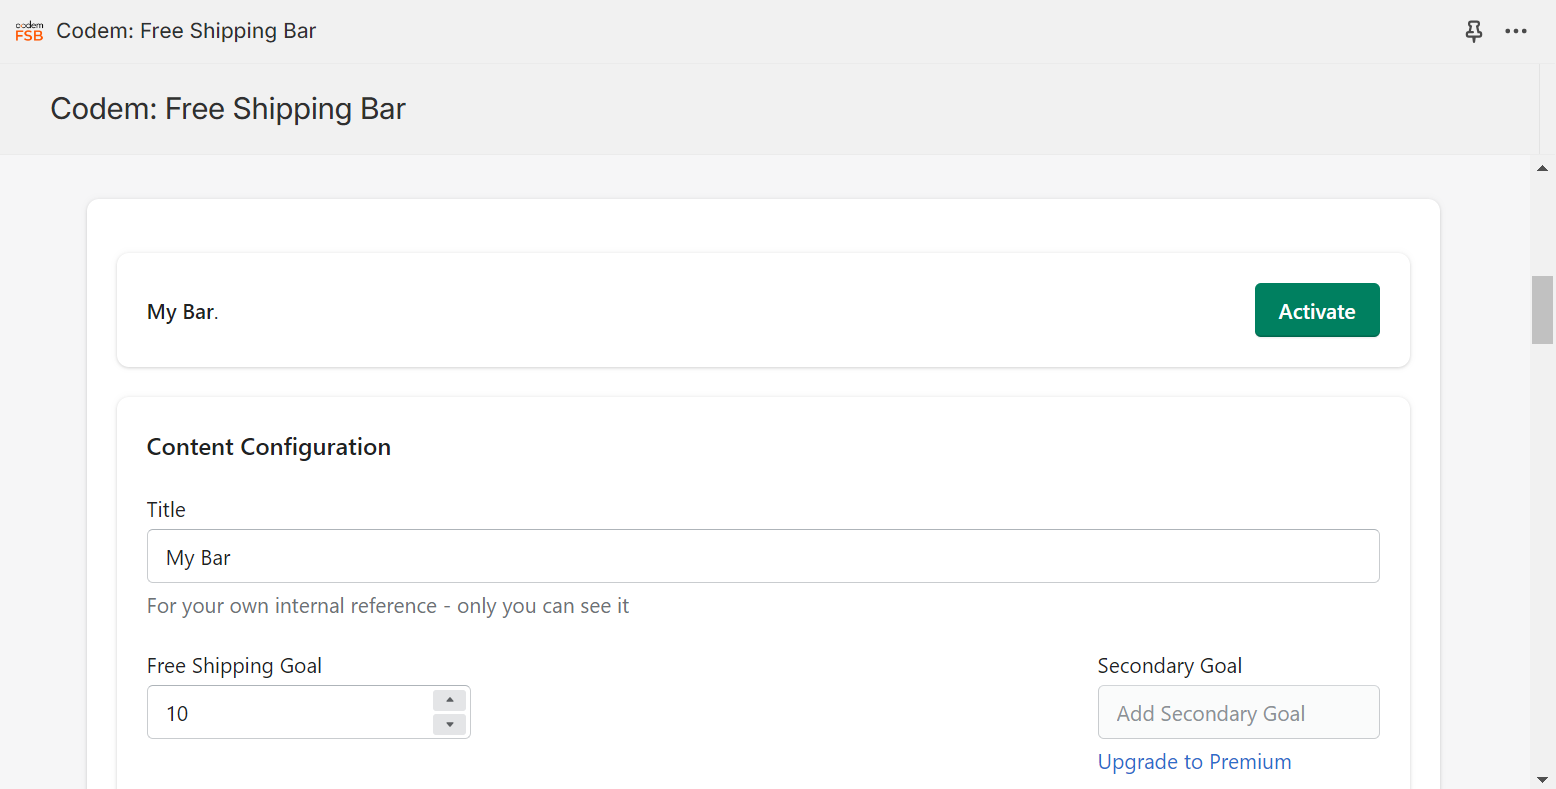 codem
FSB
Codem: Free Shipping Bar
Codem: Free Shipping Bar
My Bar.
Activate
Content Configuration
Title
My Bar
For your own internal reference - only you can see it
Free Shipping Goal
Secondary Goal
10
Add Secondary Goal
Upgrade to Premium